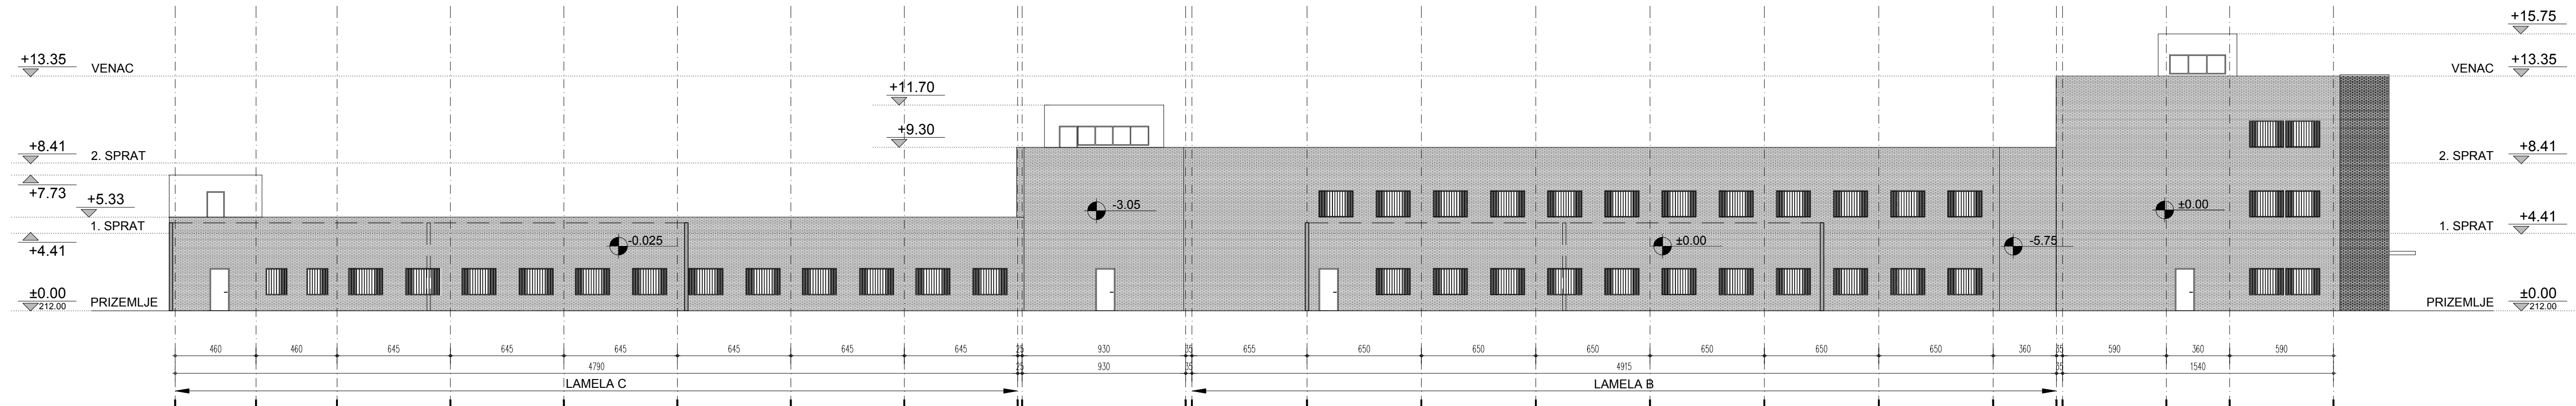 +15.75
+13.35 VENAC
VENAC +13.35
+11.70
+9.30
+8.41 2. SPRAT
2. SPRAT +8.41
+7.73
+5.33
-3.05
±0.00
1. SPRAT
1. SPRAT +4.41
+4.41
-0.025
±0.00
-5.75
±0.00 PRIZEMLJE
212.00
PRIZEMLJE ±0.00
212.00
460 460 645 645 645 645 645 645 25 930 35 655 650 650 650 650 650 650 360 35 590 360 590
4790 25 930 35 4915 35 1540
LAMELA C LAMELA B